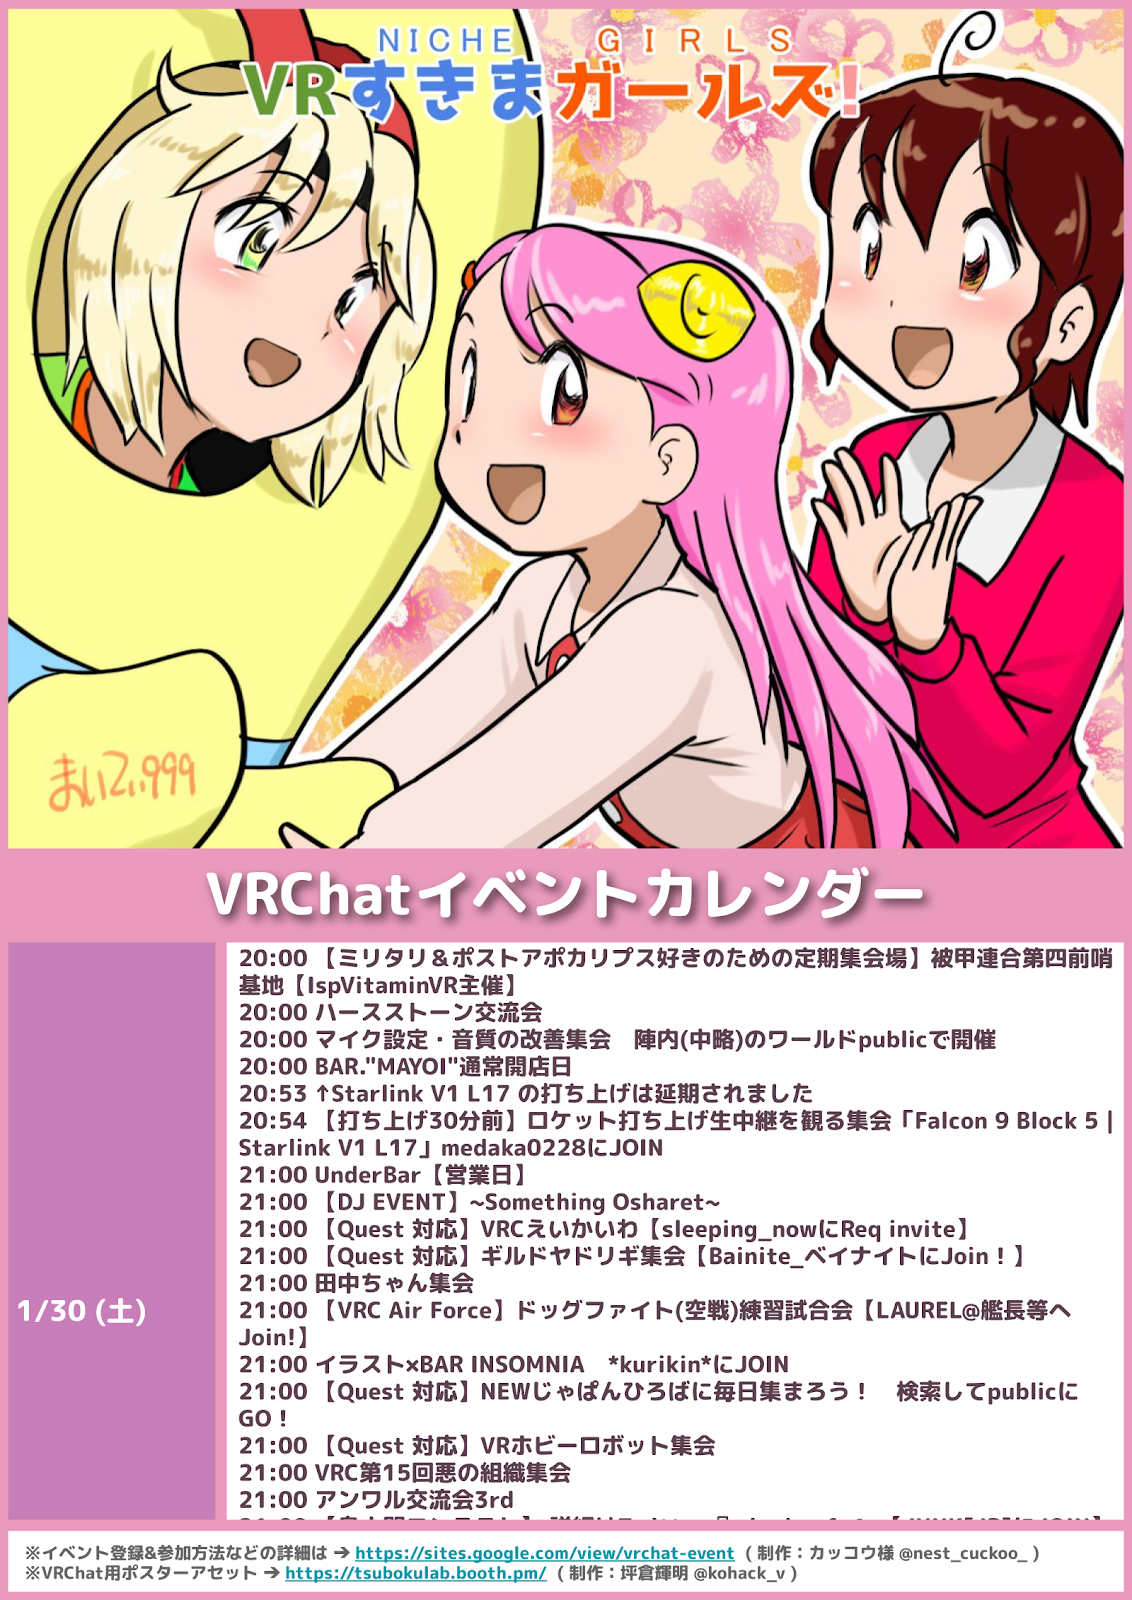 NICHE GIRLS
VRすきまガールズ!
まいてぃ999
VRChatイベントカレンダー
1/30 (土)
20:00 【ミリタリ＆ポストアポカリプス好きのための定期集会場】被甲連合第四前哨
基地【IspVitaminVR主催】
20:00 ハースストーン交流会
20:00 マイク設定・音質の改善集会　陣内(中略)のワールドpublicで開催
20:00 BAR."MAYOI"通常開店日
20:53 ↑Starlink V1 L17 の打ち上げは延期されました
20:54 【打ち上げ30分前】ロケット打ち上げ生中継を観る集会「Falcon 9 Block 5 |
Starlink V1 L17」medaka0228にJOIN
21:00 UnderBar【営業日】
21:00 【DJ EVENT】~Something Osharet~
21:00 【Quest 対応】VRCえいかいわ【sleeping_nowにReq invite】
21:00 【Quest 対応】ギルドヤドリギ集会【Bainite_ベイナイトにJoin！】
21:00 田中ちゃん集会
21:00 【VRC Air Force】ドッグファイト(空戦)練習試合会【LAUREL@艦長等へ
Join!】
21:00 イラスト×BAR INSOMNIA　*kurikin*にJOIN
21:00 【Quest 対応】NEWじゃぱんひろばに毎日集まろう！　検索してpublicに
GO！
21:00 【Quest 対応】VRホビーロボット集会
21:00 VRC第15回悪の組織集会
21:00 アンワル交流会3rd
※イベント登録&参加方法などの詳細は ➔ https://sites.google.com/view/vrchat-event ( 制作：カッコウ様 @nest_cuckoo_ )
※VRChat用ポスターアセット ➔ https://tsubokulab.booth.pm/ ( 制作：坪倉輝明 @kohack_v )